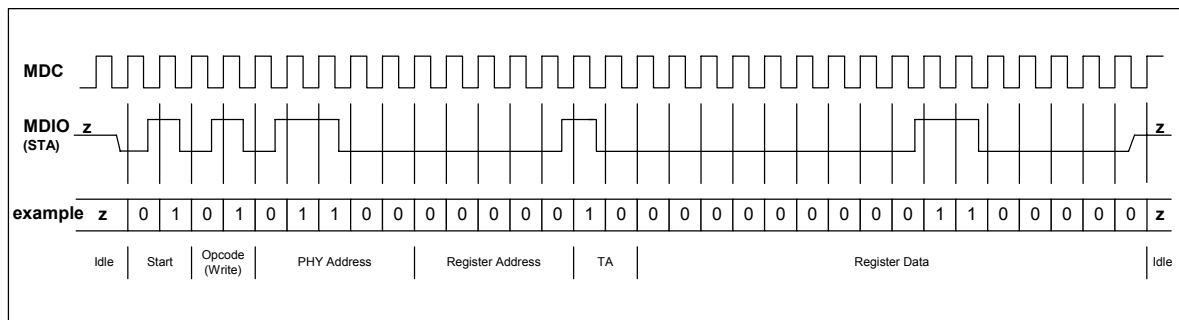 MDC
MDIO z z
(STA)
example z 0 1 0 1 0 1 1 0 0 0 0 0 0 0 1 0 0 0 0 0 0 0 0 0 0 1 1 0 0 0 0 0 z
Idle Start Opcode (Write) PHY Address Register Address TA Register Data Idle